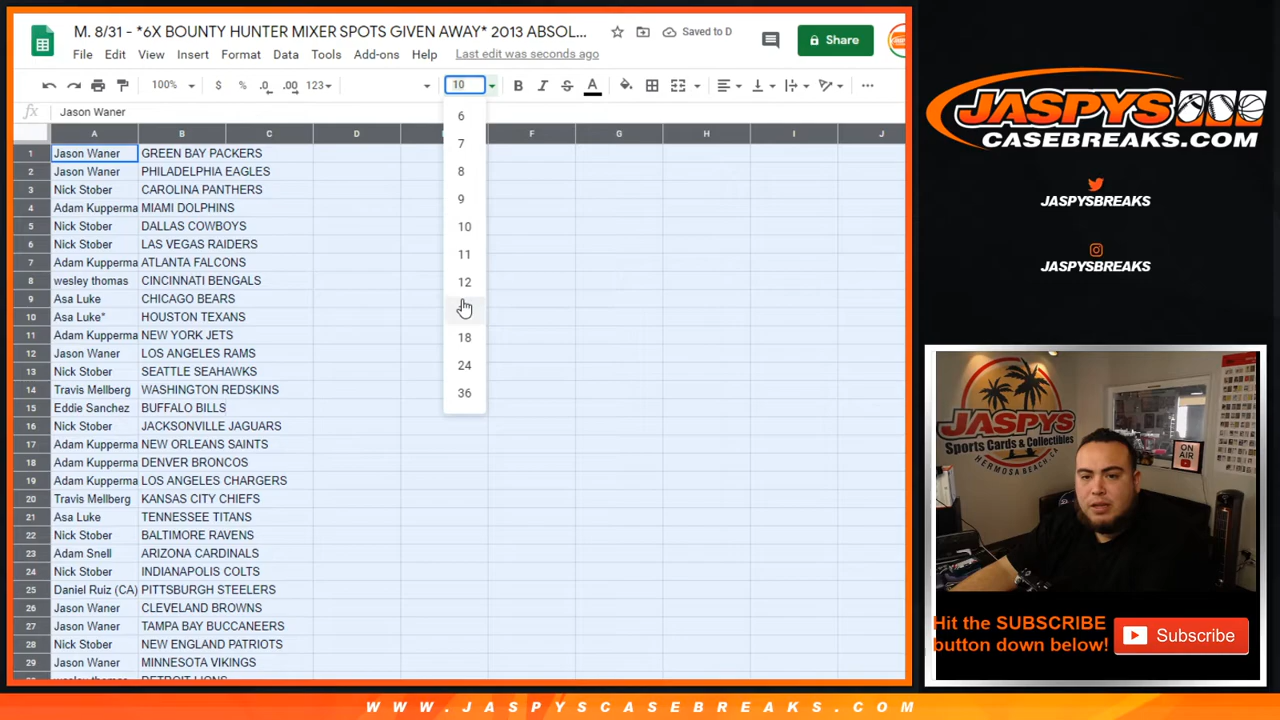 M. 8/31 - *6X BOUNTY HUNTER MIXER SPOTS GIVEN AWAY* 2013 ABSOL...
Saved to D
Share
File Edit View Insert Format Data Tools Add-ons Help Last edit was seconds ago
100% $ % .0 .00 123 10 B I S A
fx Jason Waner
A B C F G H I J
1 Jason Waner GREEN BAY PACKERS
2 Jason Waner PHILADELPHIA EAGLES
3 Nick Stober CAROLINA PANTHERS
4 Adam Kupperma MIAMI DOLPHINS
5 Nick Stober DALLAS COWBOYS
6 Nick Stober LAS VEGAS RAIDERS
7 Adam Kupperma ATLANTA FALCONS
8 wesley thomas CINCINNATI BENGALS
9 Asa Luke CHICAGO BEARS
10 Asa Luke* HOUSTON TEXANS
11 Adam Kupperma NEW YORK JETS
12 Jason Waner LOS ANGELES RAMS
13 Nick Stober SEATTLE SEAHAWKS
14 Travis Mellberg WASHINGTON REDSKINS
15 Eddie Sanchez BUFFALO BILLS
16 Nick Stober JACKSONVILLE JAGUARS
17 Adam Kupperma NEW ORLEANS SAINTS
18 Adam Kupperma DENVER BRONCOS
19 Adam Kupperma LOS ANGELES CHARGERS
20 Travis Mellberg KANSAS CITY CHIEFS
21 Asa Luke TENNESSEE TITANS
22 Nick Stober BALTIMORE RAVENS
23 Adam Snell ARIZONA CARDINALS
24 Nick Stober INDIANAPOLIS COLTS
25 Daniel Ruiz (CA) PITTSBURGH STEELERS
26 Jason Waner CLEVELAND BROWNS
27 Jason Waner TAMPA BAY BUCCANEERS
28 Nick Stober NEW ENGLAND PATRIOTS
29 Jason Waner MINNESOTA VIKINGS
wesley thomas DETROIT LIONS
6
7
8
9
10
11
12
18
24
36
JASPYS
CASEBREAKS.COM
JASPYSBREAKS
JASPYSBREAKS
JASPYS
Sports Cards & Collectibles
HERMOSA BEACH, CA
ON AIR
Hit the SUBSCRIBE
button down below!
Subscribe
WWW.JASPYSCASEBREAKS.COM